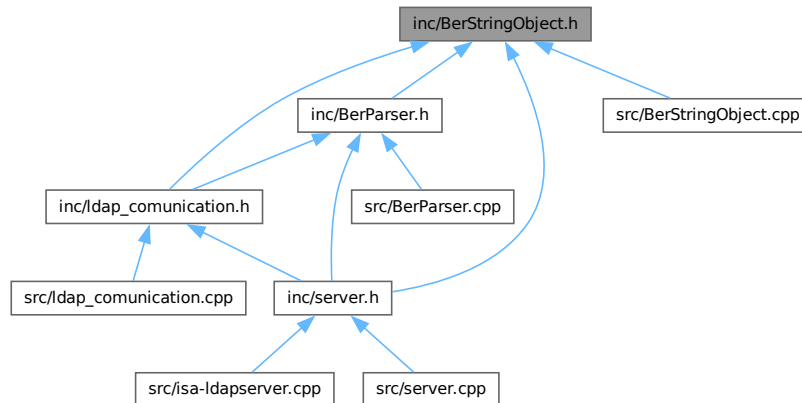 inc/BerStringObject.h
inc/BerParser.h
src/BerStringObject.cpp
inc/ldap_comunication.h
src/BerParser.cpp
src/ldap_comunication.cpp
inc/server.h
src/isa-ldapserver.cpp
src/server.cpp